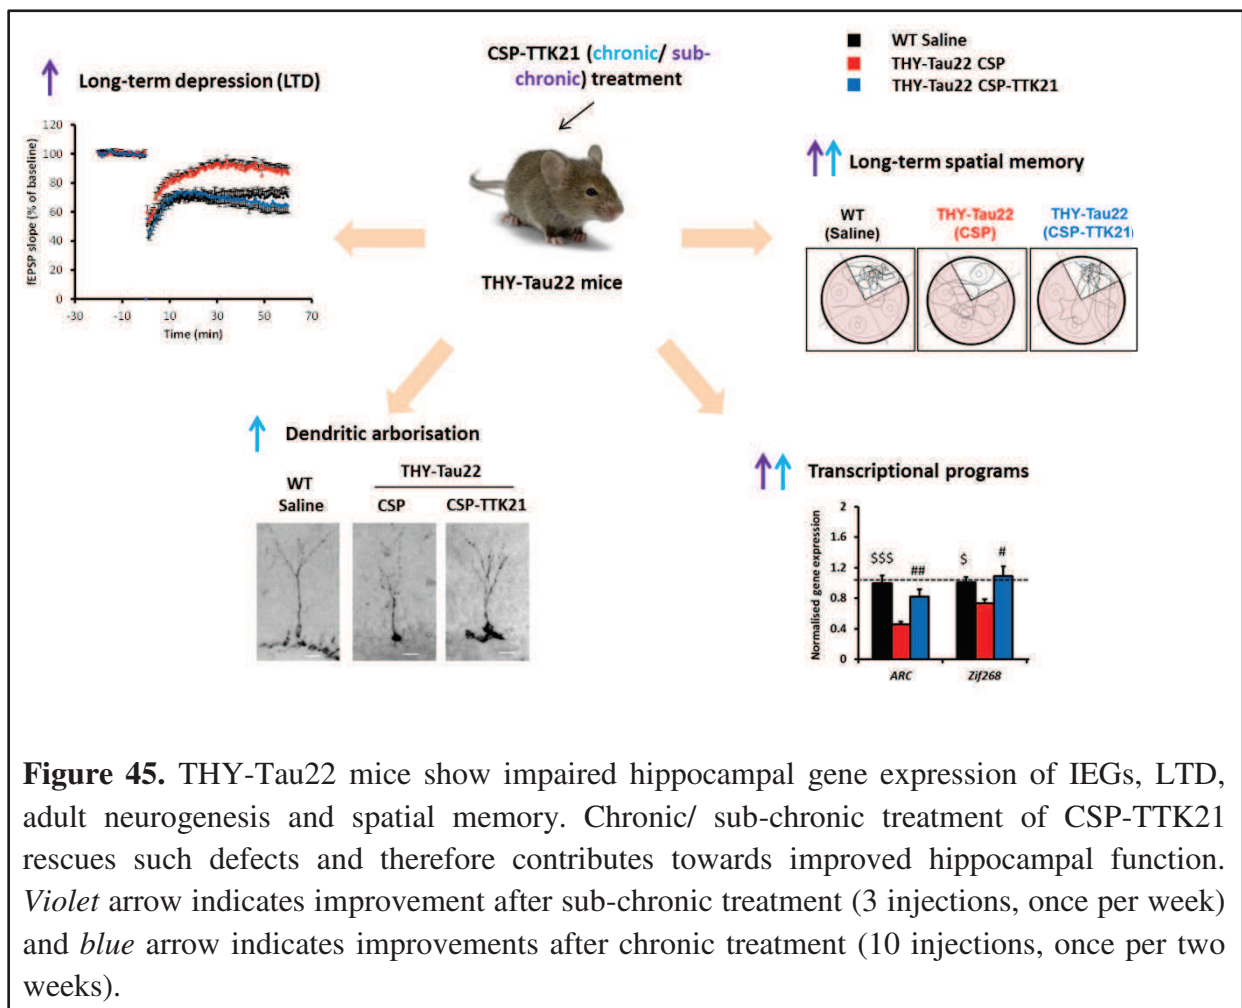 CSP-TTK21 (chronic/ sub-
chronic) treatment
WT Saline
THY-Tau22 CSP
THY-Tau22 CSP-TTK21
Long-term depression (LTD)
fEPSP slope (% of baseline)
120
100
80
60
40
20
0
-30
-10
10
30
50
70
Time (min)
THY-Tau22 mice
Long-term spatial memory
WT
(Saline)
THY-Tau22
(CSP)
THY-Tau22
(CSP-TTK21)
Dendritic arborisation
WT
Saline
THY-Tau22
CSP
CSP-TTK21
Transcriptional programs
Normalised gene expression
2
1.6
1.2
0.8
0.4
0
$$$
##
$
#
ARC
Zif268
Figure 45. THY-Tau22 mice show impaired hippocampal gene expression of IEGs, LTD,
adult neurogenesis and spatial memory. Chronic/ sub-chronic treatment of CSP-TTK21
rescues such defects and therefore contributes towards improved hippocampal function.
Violet arrow indicates improvement after sub-chronic treatment (3 injections, once per week)
and blue arrow indicates improvements after chronic treatment (10 injections, once per two
weeks).